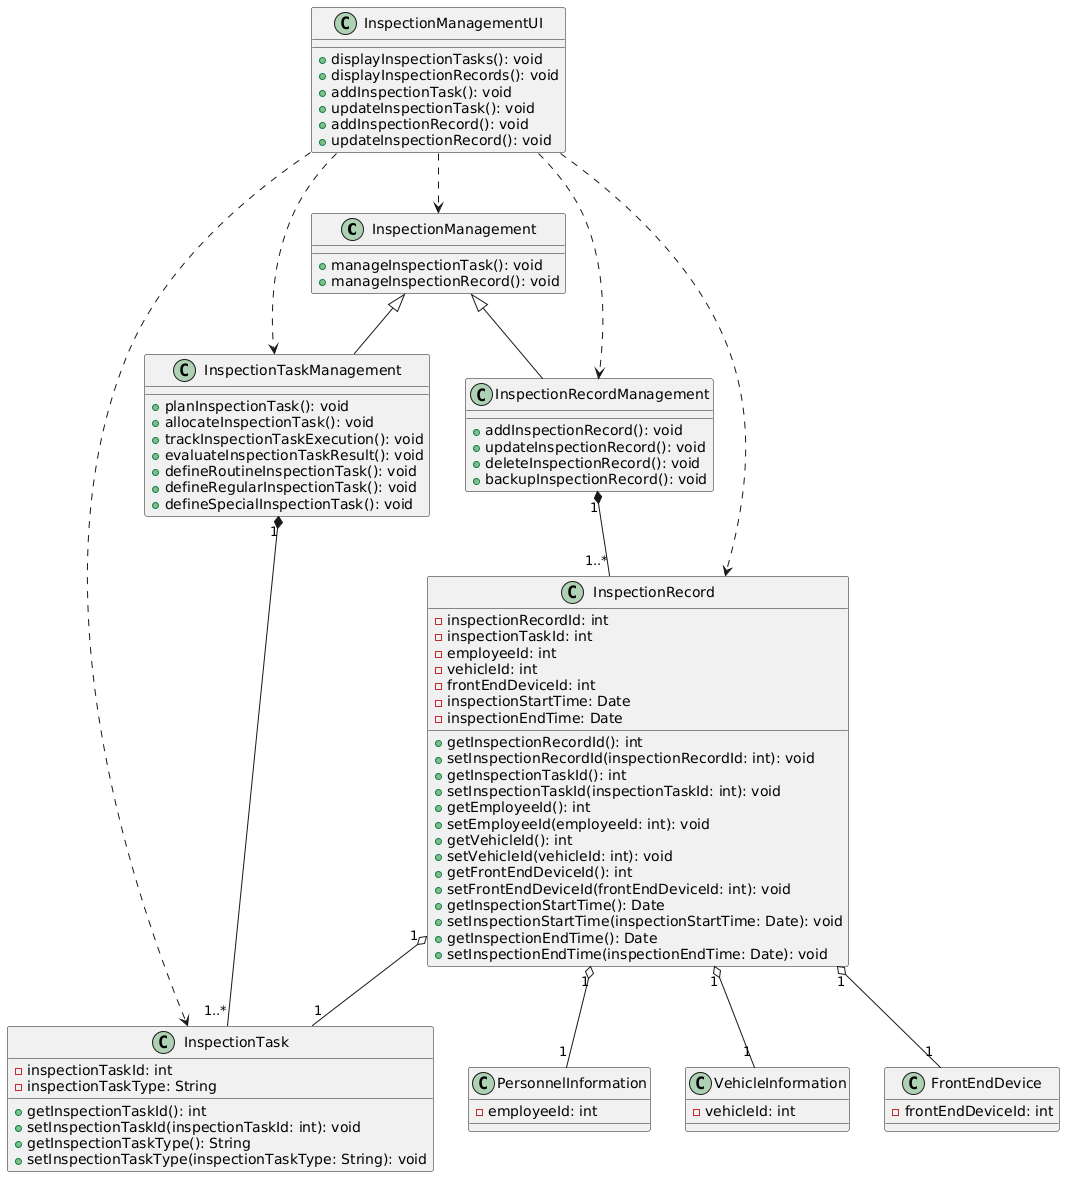 C InspectionManagementUI
displayInspectionTasks(): void
displayInspectionRecords(): void
addInspectionTask(): void
updateInspectionTask(): void
addInspectionRecord(): void
updateInspectionRecord(): void
C InspectionManagement
manageInspectionTask(): void
manageInspectionRecord(): void
C InspectionTaskManagement
planInspectionTask(): void
allocateInspectionTask(): void
trackInspectionTaskExecution(): void
evaluateInspectionTaskResult(): void
defineRoutineInspectionTask(): void
defineRegularInspectionTask(): void
defineSpecialInspectionTask(): void
C InspectionRecordManagement
addInspectionRecord(): void
updateInspectionRecord(): void
deleteInspectionRecord(): void
backupInspectionRecord(): void
1
1
1..*
C InspectionRecord
inspectionRecordId: int
inspectionTaskId: int
employeeId: int
vehicleId: int
frontEndDeviceId: int
inspectionStartTime: Date
inspectionEndTime: Date
getInspectionRecordId(): int
setInspectionRecordId(inspectionRecordId: int): void
getInspectionTaskId(): int
setInspectionTaskId(inspectionTaskId: int): void
getEmployeeId(): int
setEmployeeId(employeeId: int): void
getVehicleId(): int
setVehicleId(vehicleId: int): void
getFrontEndDeviceId(): int
setFrontEndDeviceId(frontEndDeviceId: int): void
getInspectionStartTime(): Date
setInspectionStartTime(inspectionStartTime: Date): void
getInspectionEndTime(): Date
setInspectionEndTime(inspectionEndTime: Date): void
1
1
1
1
1..*
1
1
1
1
C InspectionTask
inspectionTaskId: int
inspectionTaskType: String
getInspectionTaskId(): int
setInspectionTaskId(inspectionTaskId: int): void
getInspectionTaskType(): String
setInspectionTaskType(inspectionTaskType: String): void
C PersonnelInformation
employeeId: int
C VehicleInformation
vehicleId: int
C FrontEndDevice
frontEndDeviceId: int